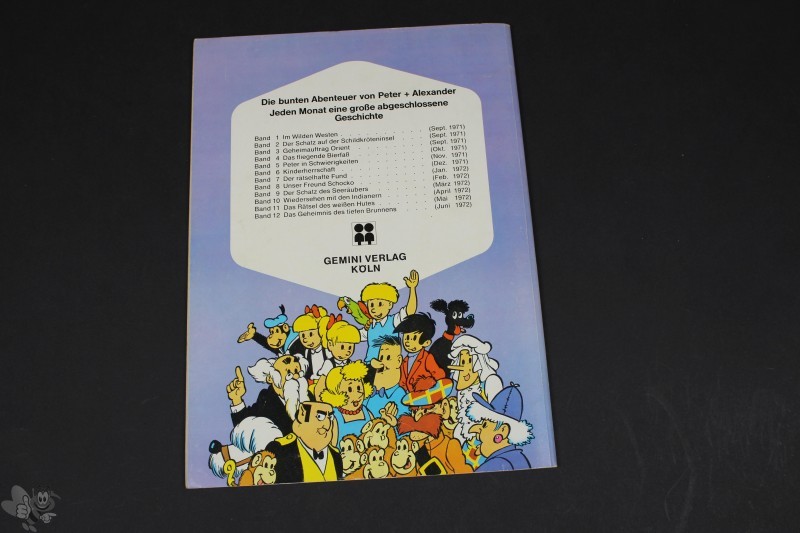 Die bunten Abenteuer von Peter + Alexander
Jeden Monat eine große abgeschlossene
Geschichte
Band 1 Im Wilden Westen . . . . . . . . . (Sept. 1971)
Band 2 Der Schatz auf der Schildkröteninsel . . . . (Sept. 1971)
Band 3 Geheimauftrag Orient . . . . . . . . (Sept. 1971)
Band 4 Das fliegende Bierfaß . . . . . . . . (Okt. 1971)
Band 5 Peter in Schwierigkeiten . . . . . . . (Nov. 1971)
Band 6 Kinderherrschaft . . . . . . . . . (Dez. 1971)
Band 7 Der rätselhafte Fund . . . . . . . . (Jan. 1972)
Band 8 Unser Freund Schocko . . . . . . . (Feb. 1972)
Band 9 Der Schatz des Seeräubers . . . . . . (März 1972)
Band 10 Wiedersehen mit den Indianern . . . . . (April 1972)
Band 11 Das Rätsel des weißen Hutes . . . . . . (Mai 1972)
Band 12 Das Geheimnis des tiefen Brunnens . . . . (Juni 1972)
GEMINI VERLAG
KÖLN